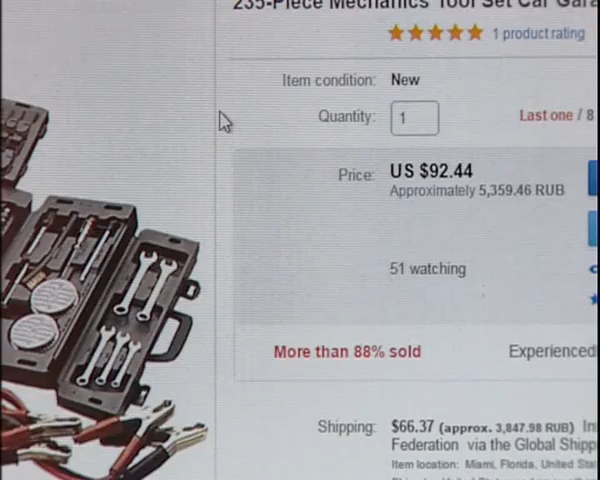 235-Piece Mechanics Tool Set Car
1 product rating
Item condition: New
Quantity: 1 Last one / 8
Price: US $92.44
Approximately 5,359.46 RUB
51 watching
More than 88% sold Experienced
Shipping: $66.37 (approx. 3,847.98 RUB) In
Federation via the Global Shipp
Item location: Miami, Florida, United Sta